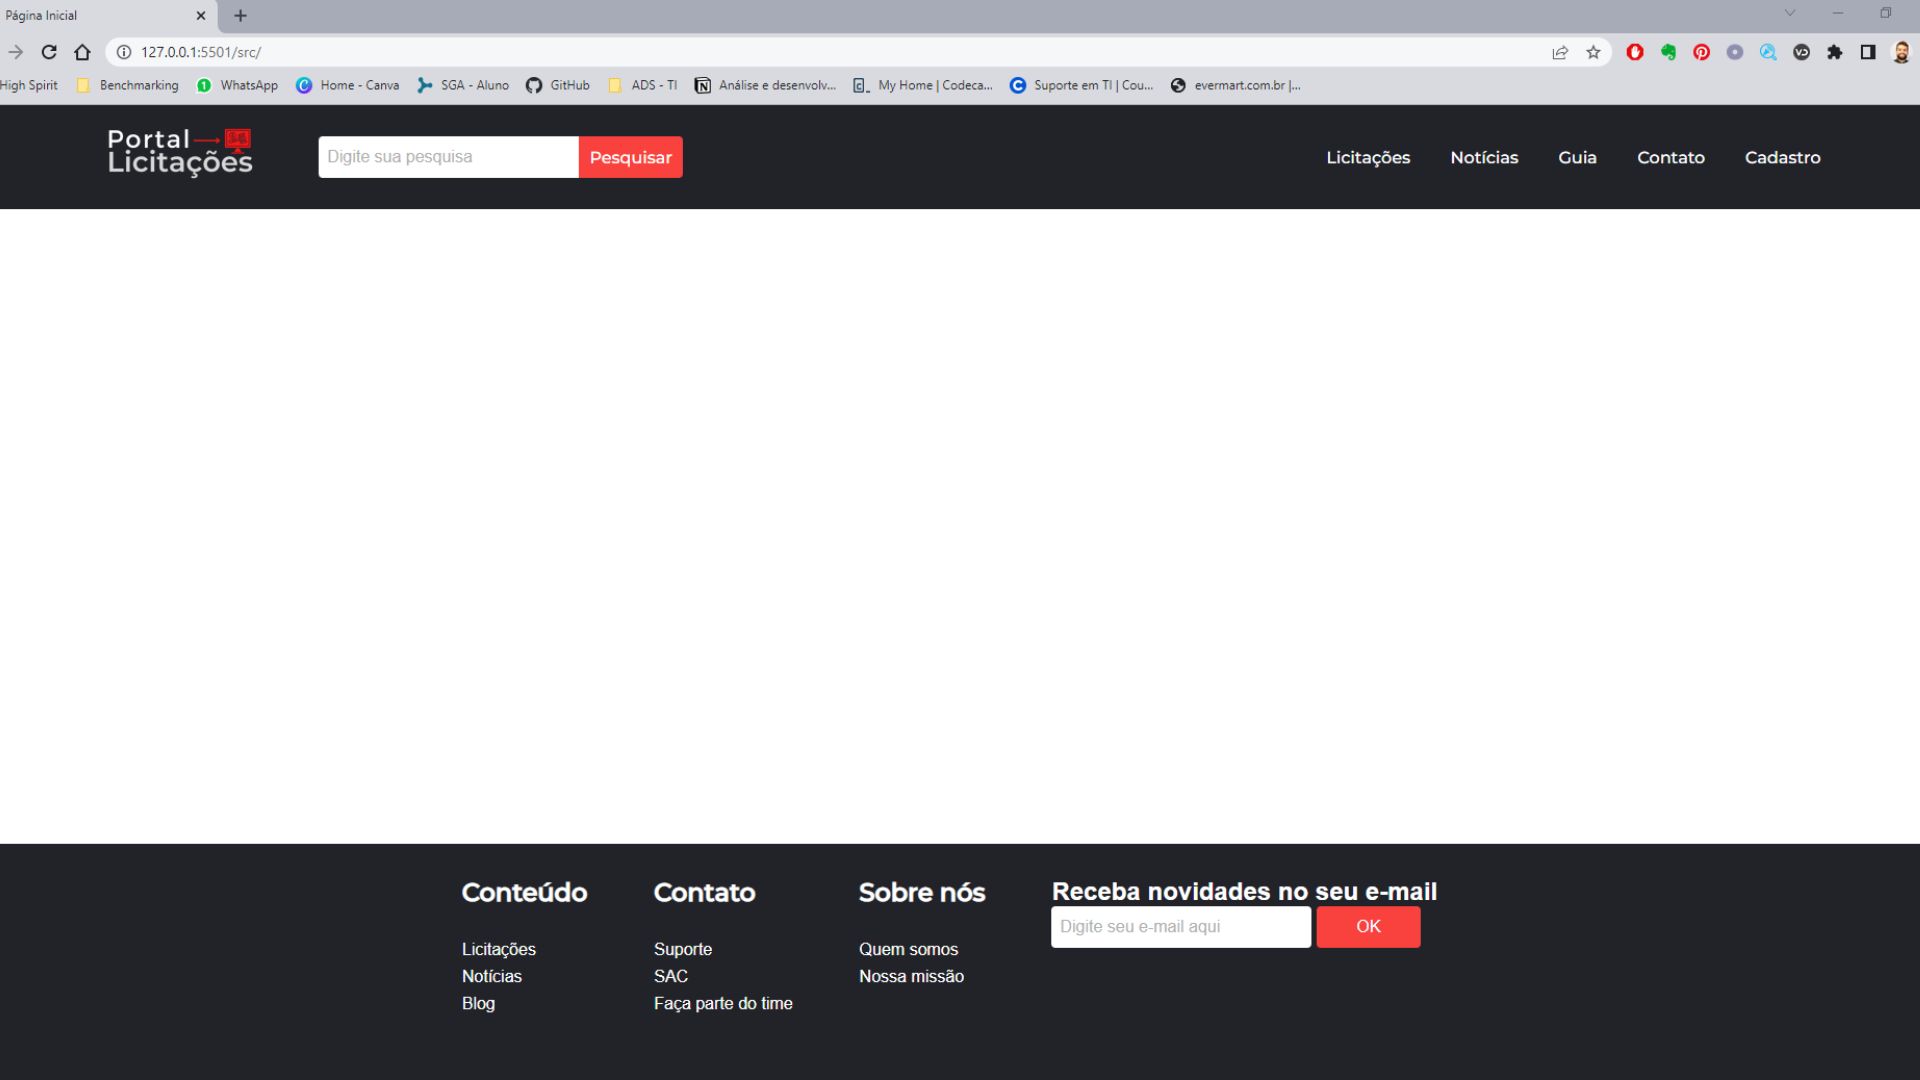 Página Inicial
127.0.0.1:5501/src/
High Spirit Benchmarking WhatsApp Home - Canva SGA - Aluno GitHub ADS - TI Análise e desenvolv... My Home | Codeca... Suporte em TI | Cou... evermart.com.br |...
Portal
Licitações
Digite sua pesquisa Pesquisar
Licitações Notícias Guia Contato Cadastro
Conteúdo
Licitações
Notícias
Blog
Contato
Suporte
SAC
Faça parte do time
Sobre nós
Quem somos
Nossa missão
Receba novidades no seu e-mail
Digite seu e-mail aqui OK